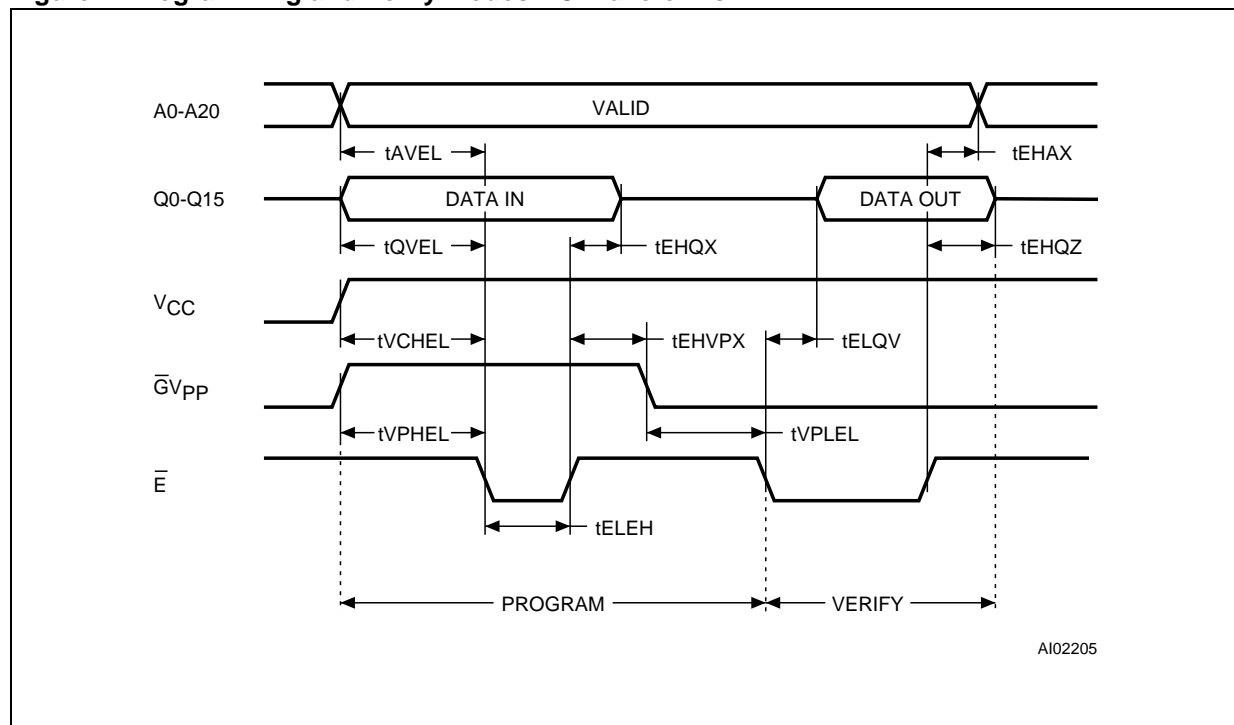 A0-A20
VALID
tAVEL
tEHAX
Q0-Q15
DATA IN
DATA OUT
tQVEL
tEHQX
tEHQZ
VCC
tVCHEL
tEHVPX
tELQV
G̅VPP
tVPHEL
tVPLEL
E̅
tELEH
PROGRAM
VERIFY
AI02205